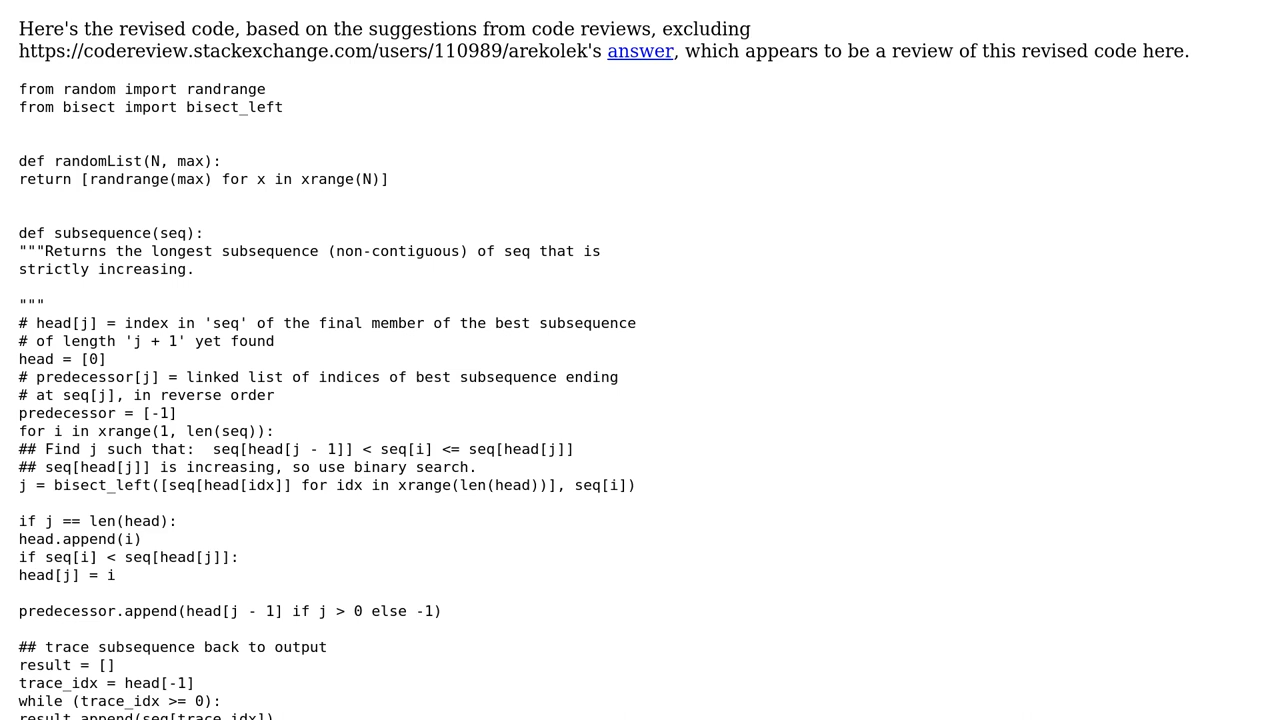 Here's the revised code, based on the suggestions from code reviews, excluding
https://codereview.stackexchange.com/users/110989/arekolek's answer, which appears to be a review of this revised code here.
from random import randrange
from bisect import bisect_left
def randomList(N, max):
return [randrange(max) for x in xrange(N)]
def subsequence(seq):
"""Returns the longest subsequence (non-contiguous) of seq that is
strictly increasing.
"""
# head[j] = index in 'seq' of the final member of the best subsequence
# of length 'j + 1' yet found
head = [0]
# predecessor[j] = linked list of indices of best subsequence ending
# at seq[j], in reverse order
predecessor = [-1]
for i in xrange(1, len(seq)):
## Find j such that:  seq[head[j - 1]] < seq[i] <= seq[head[j]]
## seq[head[j]] is increasing, so use binary search.
j = bisect_left([seq[head[idx]] for idx in xrange(len(head))], seq[i])
if j == len(head):
head.append(i)
if seq[i] < seq[head[j]]:
head[j] = i
predecessor.append(head[j - 1] if j > 0 else -1)
## trace subsequence back to output
result = []
trace_idx = head[-1]
while (trace_idx >= 0):
result.append(seq[trace_idx])